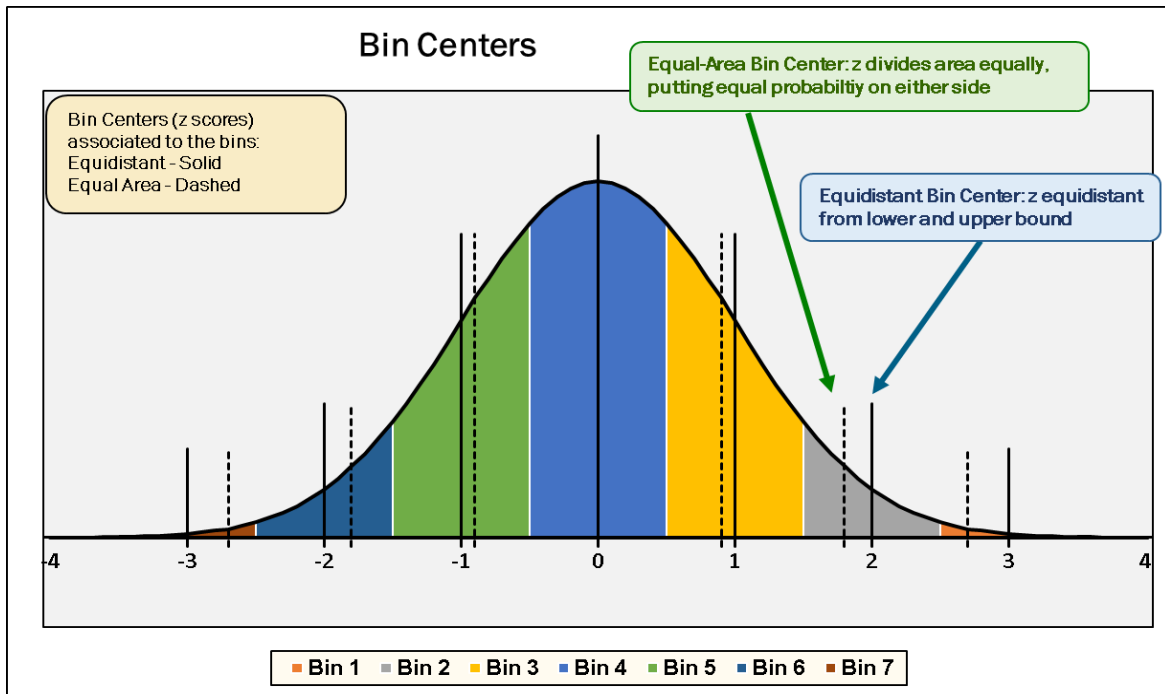 Bin Centers
Equal-Area Bin Center: z divides area equally,
putting equal probabiltiy on either side
Bin Centers (z scores)
associated to the bins:
Equidistant - Solid
Equal Area - Dashed
Equidistant Bin Center: z equidistant
from lower and upper bound
-4 -3 -2 -1 0 1 2 3 4
Bin 1 Bin 2 Bin 3 Bin 4 Bin 5 Bin 6 Bin 7